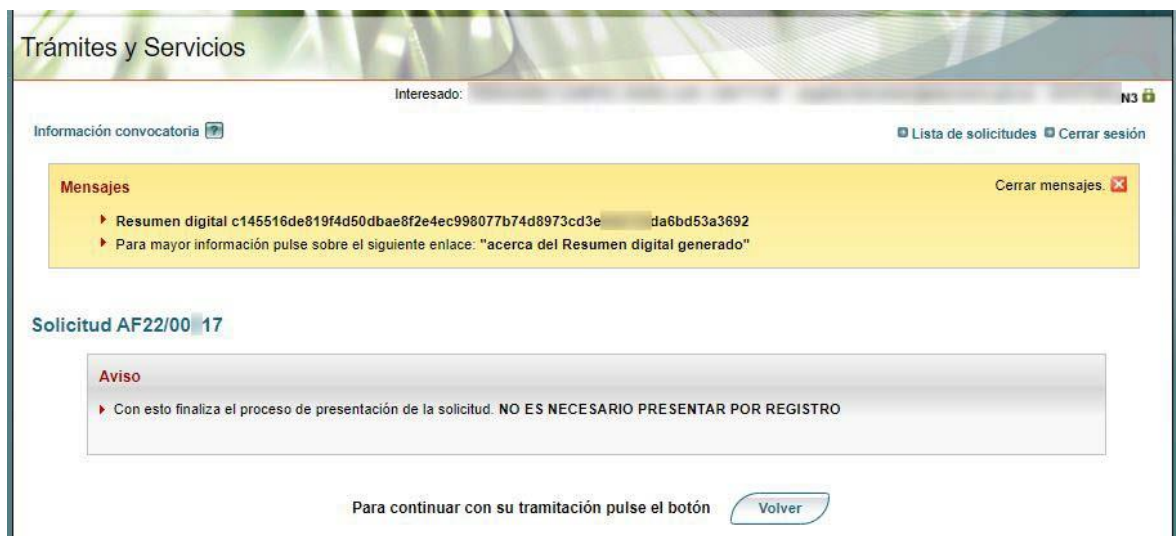 Trámites y Servicios
Interesado:
N3
Información convocatoria
Lista de solicitudes Cerrar sesión
Mensajes
Cerrar mensajes.
Resumen digital c145516de819f4d50dbae8f2e4ec998077b74d8973cd3e da6bd53a3692
Para mayor información pulse sobre el siguiente enlace: "acerca del Resumen digital generado"
Solicitud AF22/00 17
Aviso
Con esto finaliza el proceso de presentación de la solicitud. NO ES NECESARIO PRESENTAR POR REGISTRO
Para continuar con su tramitación pulse el botón Volver